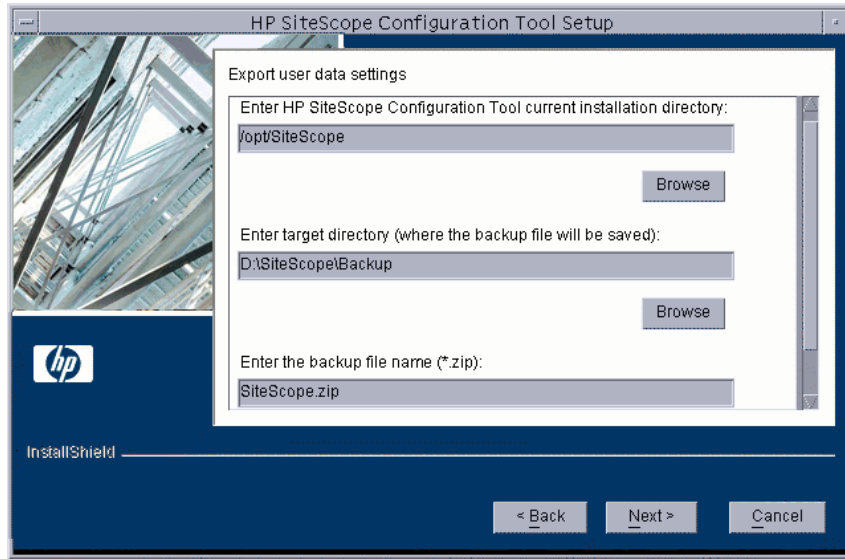 HP SiteScope Configuration Tool Setup
Export user data settings
Enter HP SiteScope Configuration Tool current installation directory:
/opt/SiteScope
Browse
Enter target directory (where the backup file will be saved):
D:\SiteScope\Backup
Browse
Enter the backup file name (*.zip):
SiteScope.zip
hp
InstallShield
< Back
Next >
Cancel